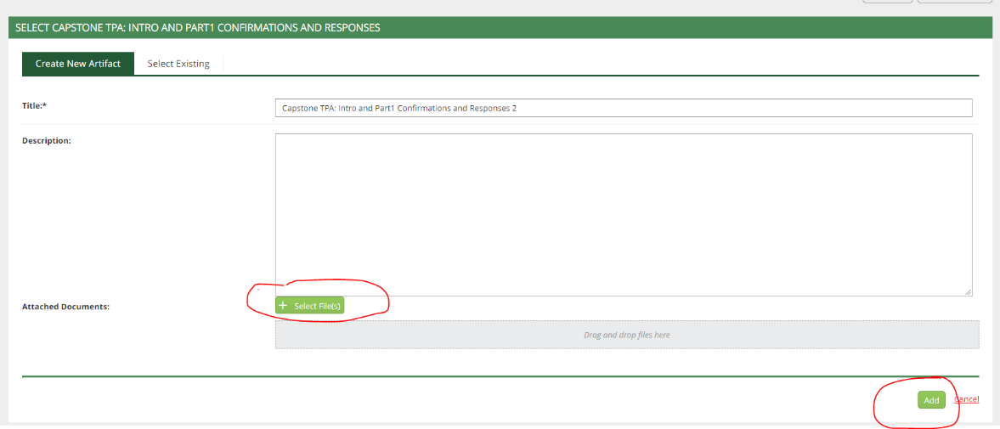 SELECT CAPSTONE TPA: INTRO AND PART1 CONFIRMATIONS AND RESPONSES
Create New Artifact Select Existing
Title:* Capstone TPA: Intro and Part1 Confirmations and Responses 2
Description:
Attached Documents: + Select File(s)
Drag and drop files here
Add Cancel